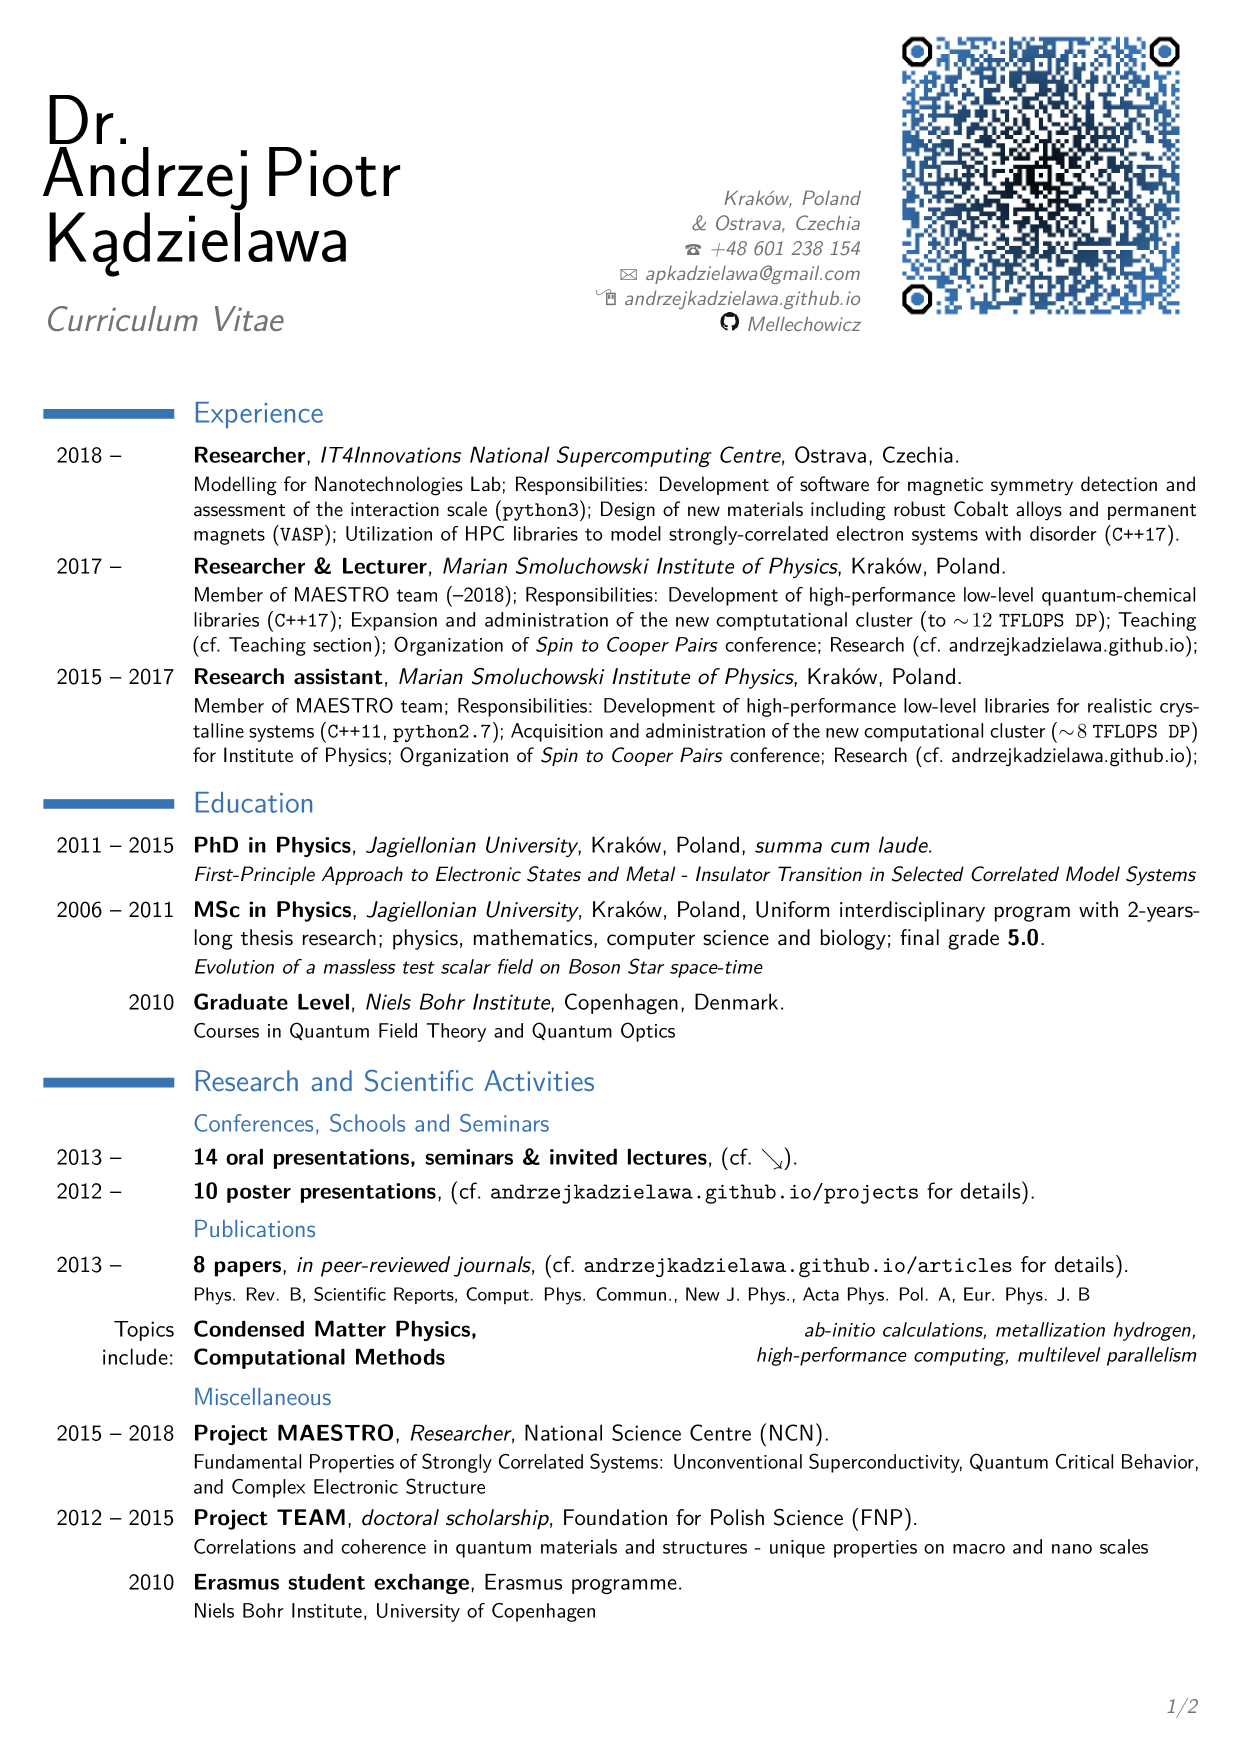 Dr.
Andrzej Piotr
Kądzielawa
Curriculum Vitae
Kraków, Poland
& Ostrava, Czechia
☎ +48 601 238 154
✉ apkadzielawa@gmail.com
andrzejkadzielawa.github.io
Mellechowicz
Experience
2018 – Researcher, IT4Innovations National Supercomputing Centre, Ostrava, Czechia.
Modelling for Nanotechnologies Lab; Responsibilities: Development of software for magnetic symmetry detection and
assessment of the interaction scale (python3); Design of new materials including robust Cobalt alloys and permanent
magnets (VASP); Utilization of HPC libraries to model strongly-correlated electron systems with disorder (C++17).
2017 – Researcher & Lecturer, Marian Smoluchowski Institute of Physics, Kraków, Poland.
Member of MAESTRO team (–2018); Responsibilities: Development of high-performance low-level quantum-chemical
libraries (C++17); Expansion and administration of the new comptutational cluster (to ∼12 TFLOPS DP); Teaching
(cf. Teaching section); Organization of Spin to Cooper Pairs conference; Research (cf. andrzejkadzielawa.github.io);
2015 – 2017 Research assistant, Marian Smoluchowski Institute of Physics, Kraków, Poland.
Member of MAESTRO team; Responsibilities: Development of high-performance low-level libraries for realistic crys-
talline systems (C++11, python2.7); Acquisition and administration of the new computational cluster (∼8 TFLOPS DP)
for Institute of Physics; Organization of Spin to Cooper Pairs conference; Research (cf. andrzejkadzielawa.github.io);
Education
2011 – 2015 PhD in Physics, Jagiellonian University, Kraków, Poland, summa cum laude.
First-Principle Approach to Electronic States and Metal - Insulator Transition in Selected Correlated Model Systems
2006 – 2011 MSc in Physics, Jagiellonian University, Kraków, Poland, Uniform interdisciplinary program with 2-years-
long thesis research; physics, mathematics, computer science and biology; final grade 5.0.
Evolution of a massless test scalar field on Boson Star space-time
2010 Graduate Level, Niels Bohr Institute, Copenhagen, Denmark.
Courses in Quantum Field Theory and Quantum Optics
Research and Scientific Activities
Conferences, Schools and Seminars
2013 – 14 oral presentations, seminars & invited lectures, (cf. ↘).
2012 – 10 poster presentations, (cf. andrzejkadzielawa.github.io/projects for details).
Publications
2013 – 8 papers, in peer-reviewed journals, (cf. andrzejkadzielawa.github.io/articles for details).
Phys. Rev. B, Scientific Reports, Comput. Phys. Commun., New J. Phys., Acta Phys. Pol. A, Eur. Phys. J. B
Topics Condensed Matter Physics, ab-initio calculations, metallization hydrogen,
include: Computational Methods high-performance computing, multilevel parallelism
Miscellaneous
2015 – 2018 Project MAESTRO, Researcher, National Science Centre (NCN).
Fundamental Properties of Strongly Correlated Systems: Unconventional Superconductivity, Quantum Critical Behavior,
and Complex Electronic Structure
2012 – 2015 Project TEAM, doctoral scholarship, Foundation for Polish Science (FNP).
Correlations and coherence in quantum materials and structures - unique properties on macro and nano scales
2010 Erasmus student exchange, Erasmus programme.
Niels Bohr Institute, University of Copenhagen
1/2